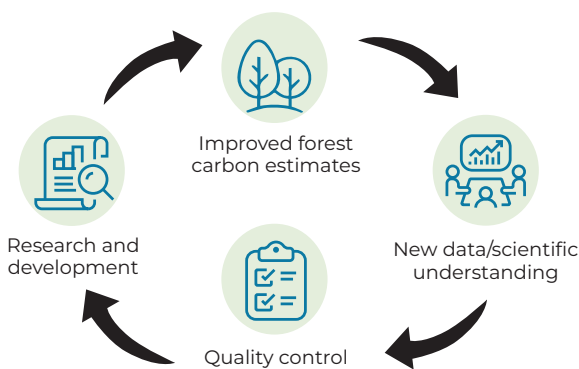 Improved forest
carbon estimates
New data/scientific
understanding
Quality control
Research and
development